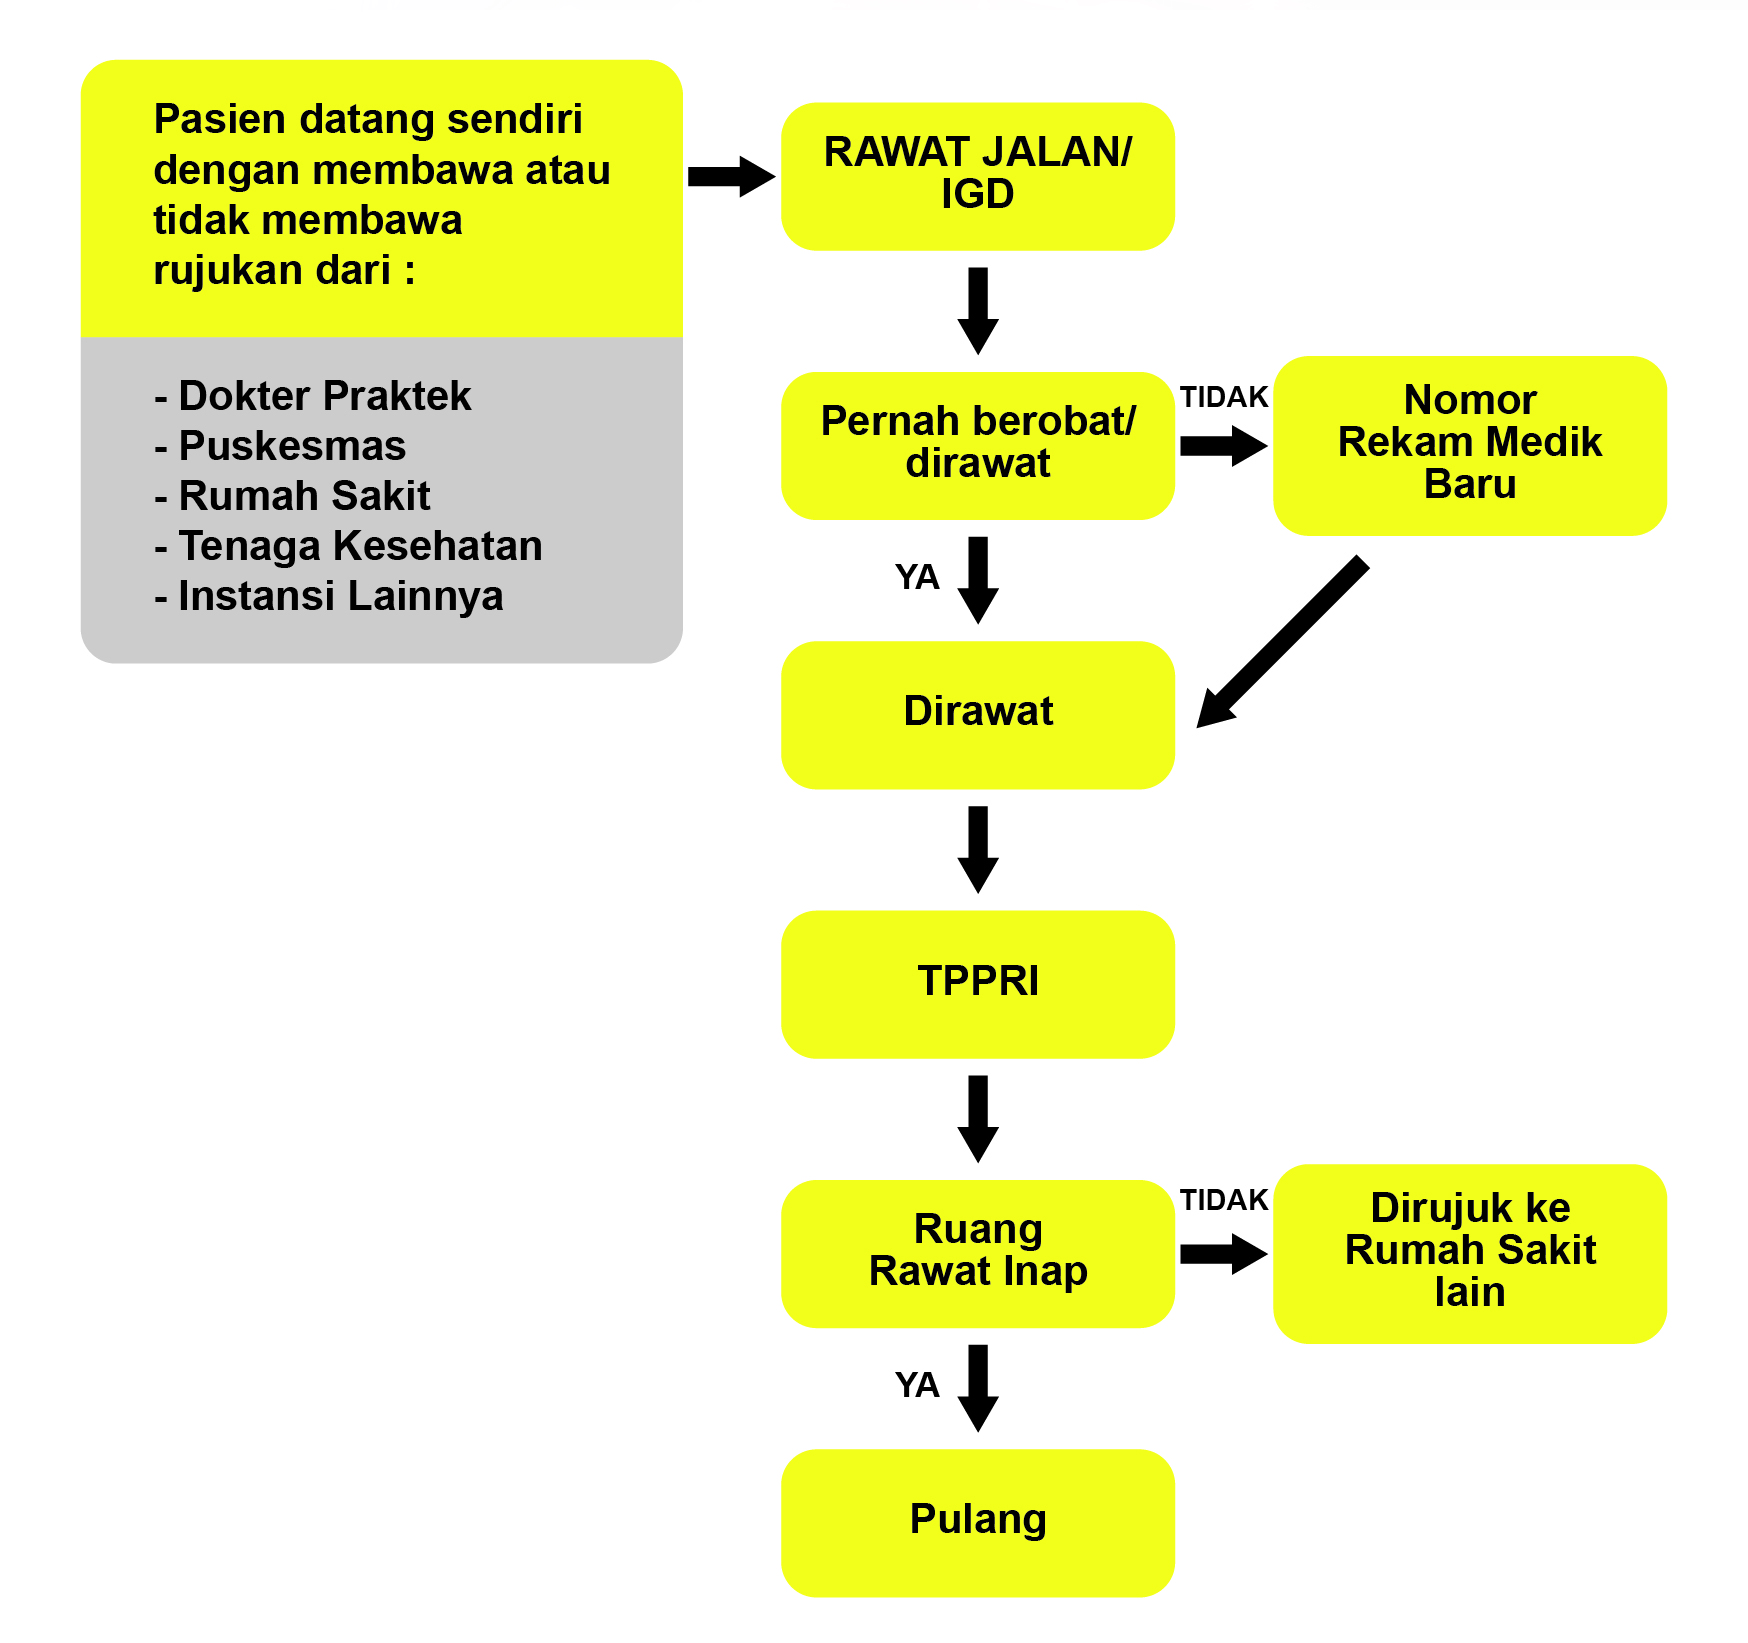 Pasien datang sendiri
dengan membawa atau
tidak membawa
rujukan dari :
- Dokter Praktek
- Puskesmas
- Rumah Sakit
- Tenaga Kesehatan
- Instansi Lainnya
RAWAT JALAN/
IGD
Pernah berobat/
dirawat
TIDAK
Nomor
Rekam Medik
Baru
YA
Dirawat
TPPRI
Ruang
Rawat Inap
TIDAK
Dirujuk ke
Rumah Sakit
lain
YA
Pulang